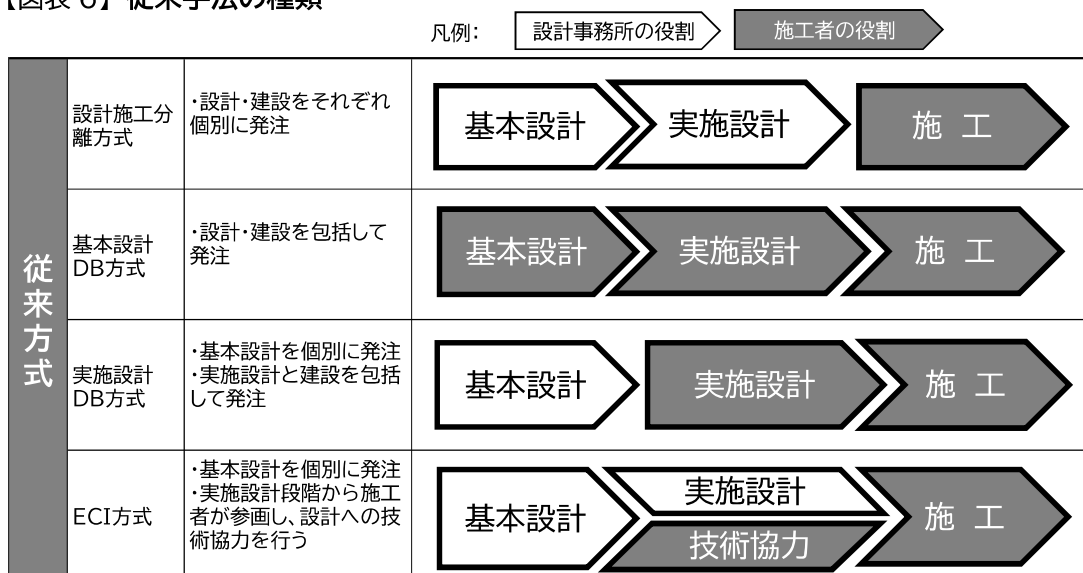 【図表6】従来手法の種類
凡例:
設計事務所の役割
施工者の役割
従来方式
設計施工分
離方式
・設計・建設をそれぞれ
個別に発注
基本設計
実施設計
施 工
基本設計
DB方式
・設計・建設を包括して
発注
基本設計
実施設計
施 工
実施設計
DB方式
・基本設計を個別に発注
・実施設計と建設を包括
して発注
基本設計
実施設計
施 工
ECI方式
・基本設計を個別に発注
・実施設計段階から施工
者が参画し、設計への技
術協力を行う
基本設計
実施設計
技術協力
施 工